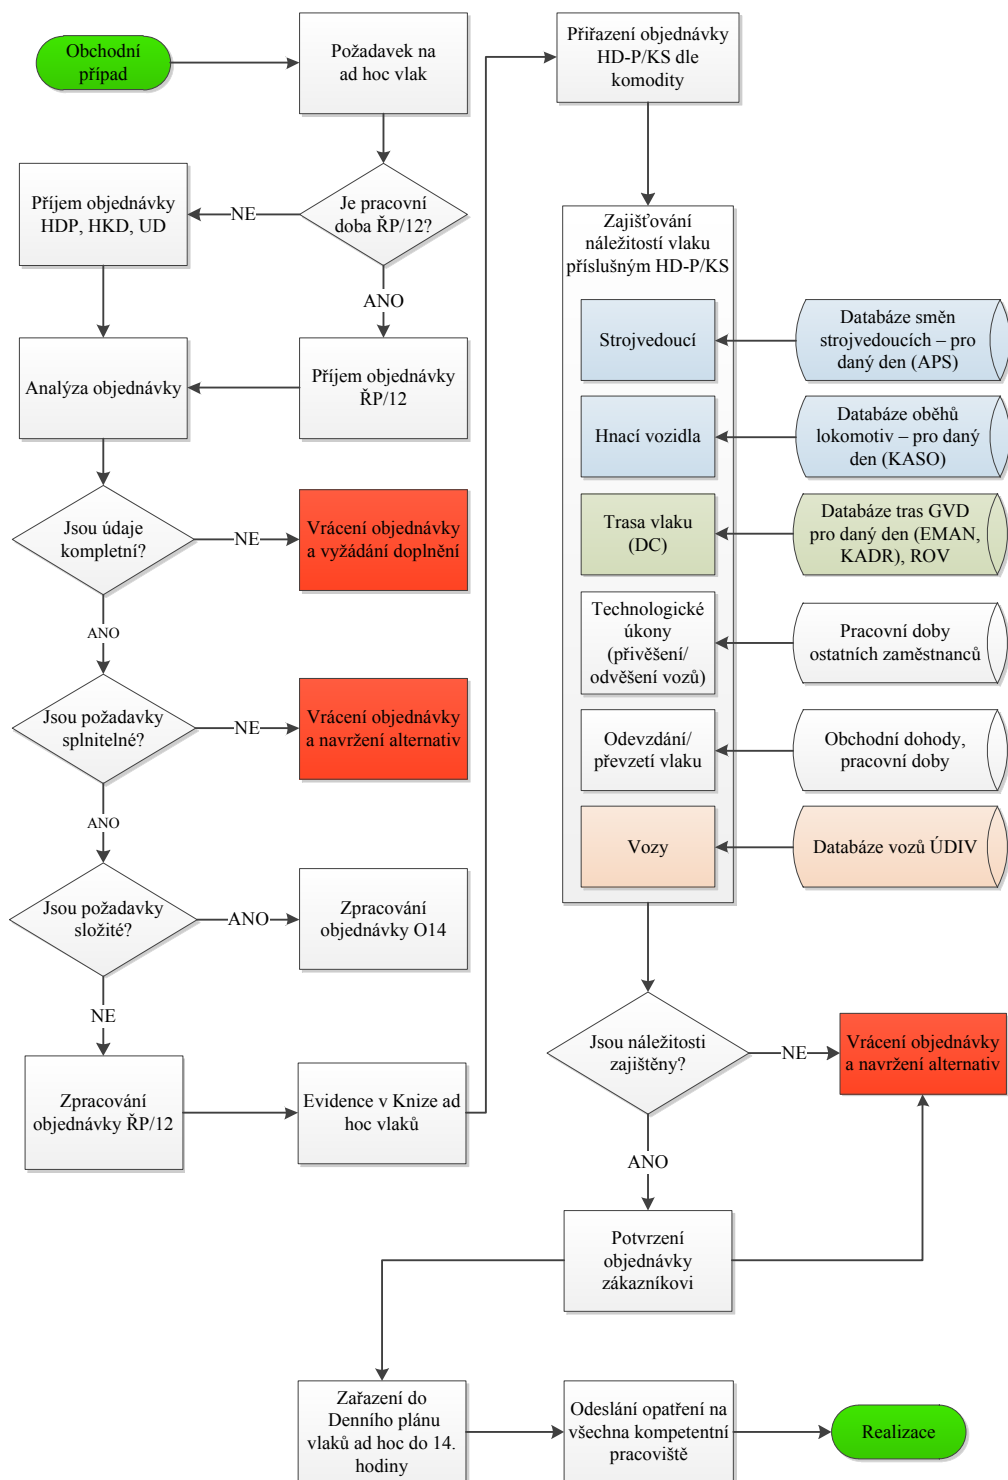 Obchodní
případ
Požadavek na
ad hoc vlak
Je pracovní
doba ŘP/12?
NE
Příjem objednávky
HDP, HKD, UD
ANO
Příjem objednávky
ŘP/12
Analýza objednávky
Jsou údaje
kompletní?
NE
Vrácení objednávky
a vyžádání doplnění
ANO
Jsou požadavky
splnitelné?
NE
Vrácení objednávky
a navržení alternativ
ANO
Jsou požadavky
složité?
ANO
Zpracování
objednávky O14
NE
Zpracování
objednávky ŘP/12
Evidence v Knize ad
hoc vlaků
Přiřazení objednávky
HD-P/KS dle
komodity
Zajišťování
náležitostí vlaku
příslušným HD-P/KS
Strojvedoucí
Databáze směn
strojvedoucích – pro
daný den (APS)
Hnací vozidla
Databáze oběhů
lokomotiv – pro daný
den (KASO)
Trasa vlaku
(DC)
Databáze tras GVD
pro daný den (EMAN,
KADR), ROV
Technologické
úkony
(přivěšení/
odvěšení vozů)
Pracovní doby
ostatních zaměstnanců
Odevzdání/
převzetí vlaku
Obchodní dohody,
pracovní doby
Vozy
Databáze vozů ÚDIV
Jsou náležitosti
zajištěny?
NE
Vrácení objednávky
a navržení alternativ
ANO
Potvrzení
objednávky
zákazníkovi
Zařazení do
Denního plánu
vlaků ad hoc do 14.
hodiny
Odeslání opatření na
všechna kompetentní
pracoviště
Realizace